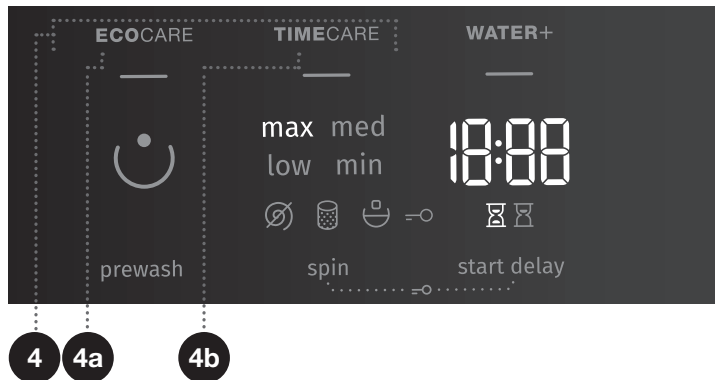 ECOCARE TIMECARE WATER+
max med
low min
18:88
prewash spin start delay
4 4a 4b